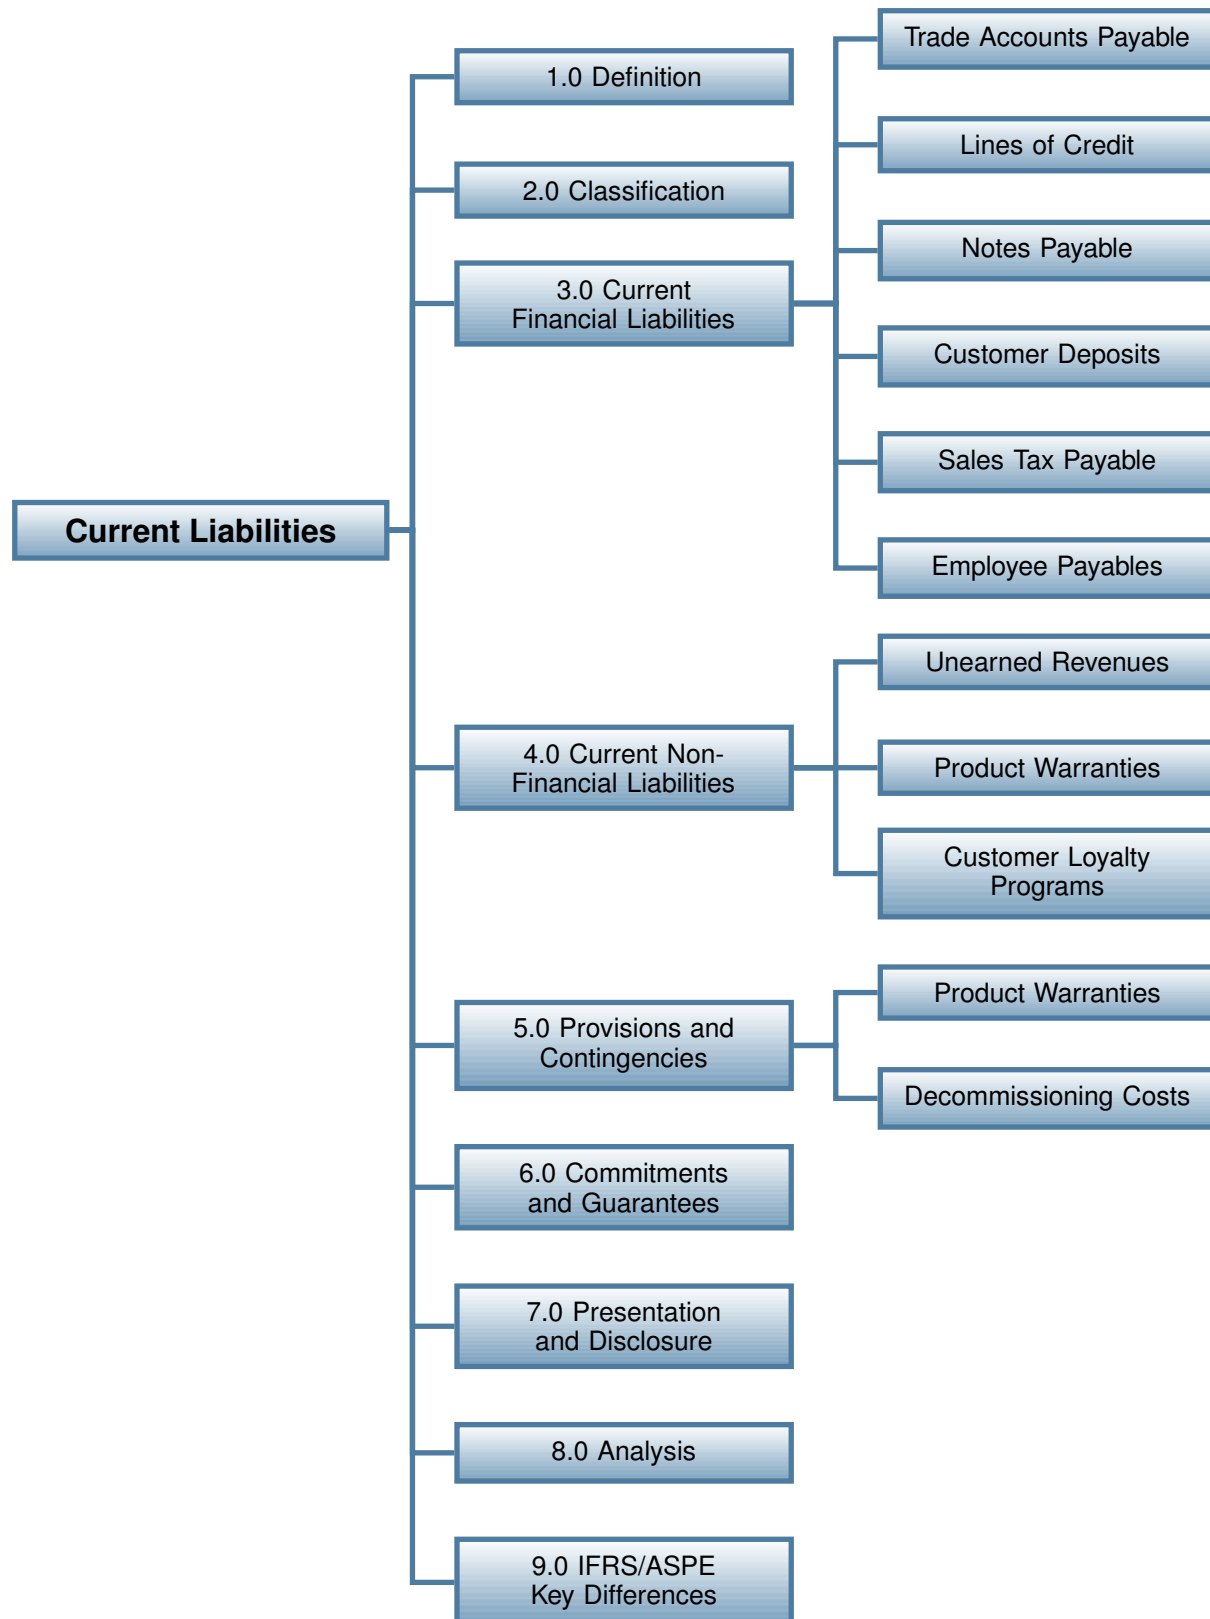 Current Liabilities
1.0 Definition
2.0 Classification
3.0 Current
Financial Liabilities
Trade Accounts Payable
Lines of Credit
Notes Payable
Customer Deposits
Sales Tax Payable
Employee Payables
4.0 Current Non-
Financial Liabilities
Unearned Revenues
Product Warranties
Customer Loyalty
Programs
5.0 Provisions and
Contingencies
Product Warranties
Decommissioning Costs
6.0 Commitments
and Guarantees
7.0 Presentation
and Disclosure
8.0 Analysis
9.0 IFRS/ASPE
Key Differences